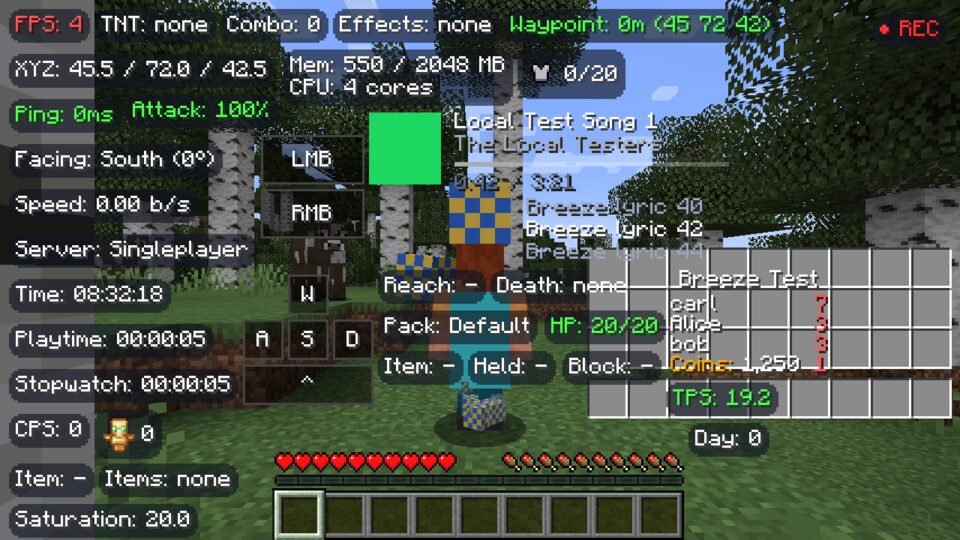 FPS: 4 TNT: none Combo: 0 Effects: none Waypoint: 0m (45 72 42) REC
XYZ: 45.5 / 72.0 / 42.5 Mem: 550 / 2048 MB
CPU: 4 cores
0/20
Ping: 0ms Attack: 100%
Local Test Song 1
The Local Testers
Facing: South (0°) LMB
0:42 3:21
Speed: 0.00 b/s RMB
Breeze lyric 40
Breeze lyric 42
Breeze lyric 44
Server: Singleplayer
Time: 08:32:18 W
Reach: - Death: none
Breeze Test
carl 7
Alice 3
bob 3
Coins: 1,250 1
Pack: Default HP: 20/20
Playtime: 00:00:05 A S D
Item: - Held: - Block: -
Stopwatch: 00:00:05 ^
TPS: 19.2
CPS: 0 0
Day: 0
Item: - Items: none
Saturation: 20.0